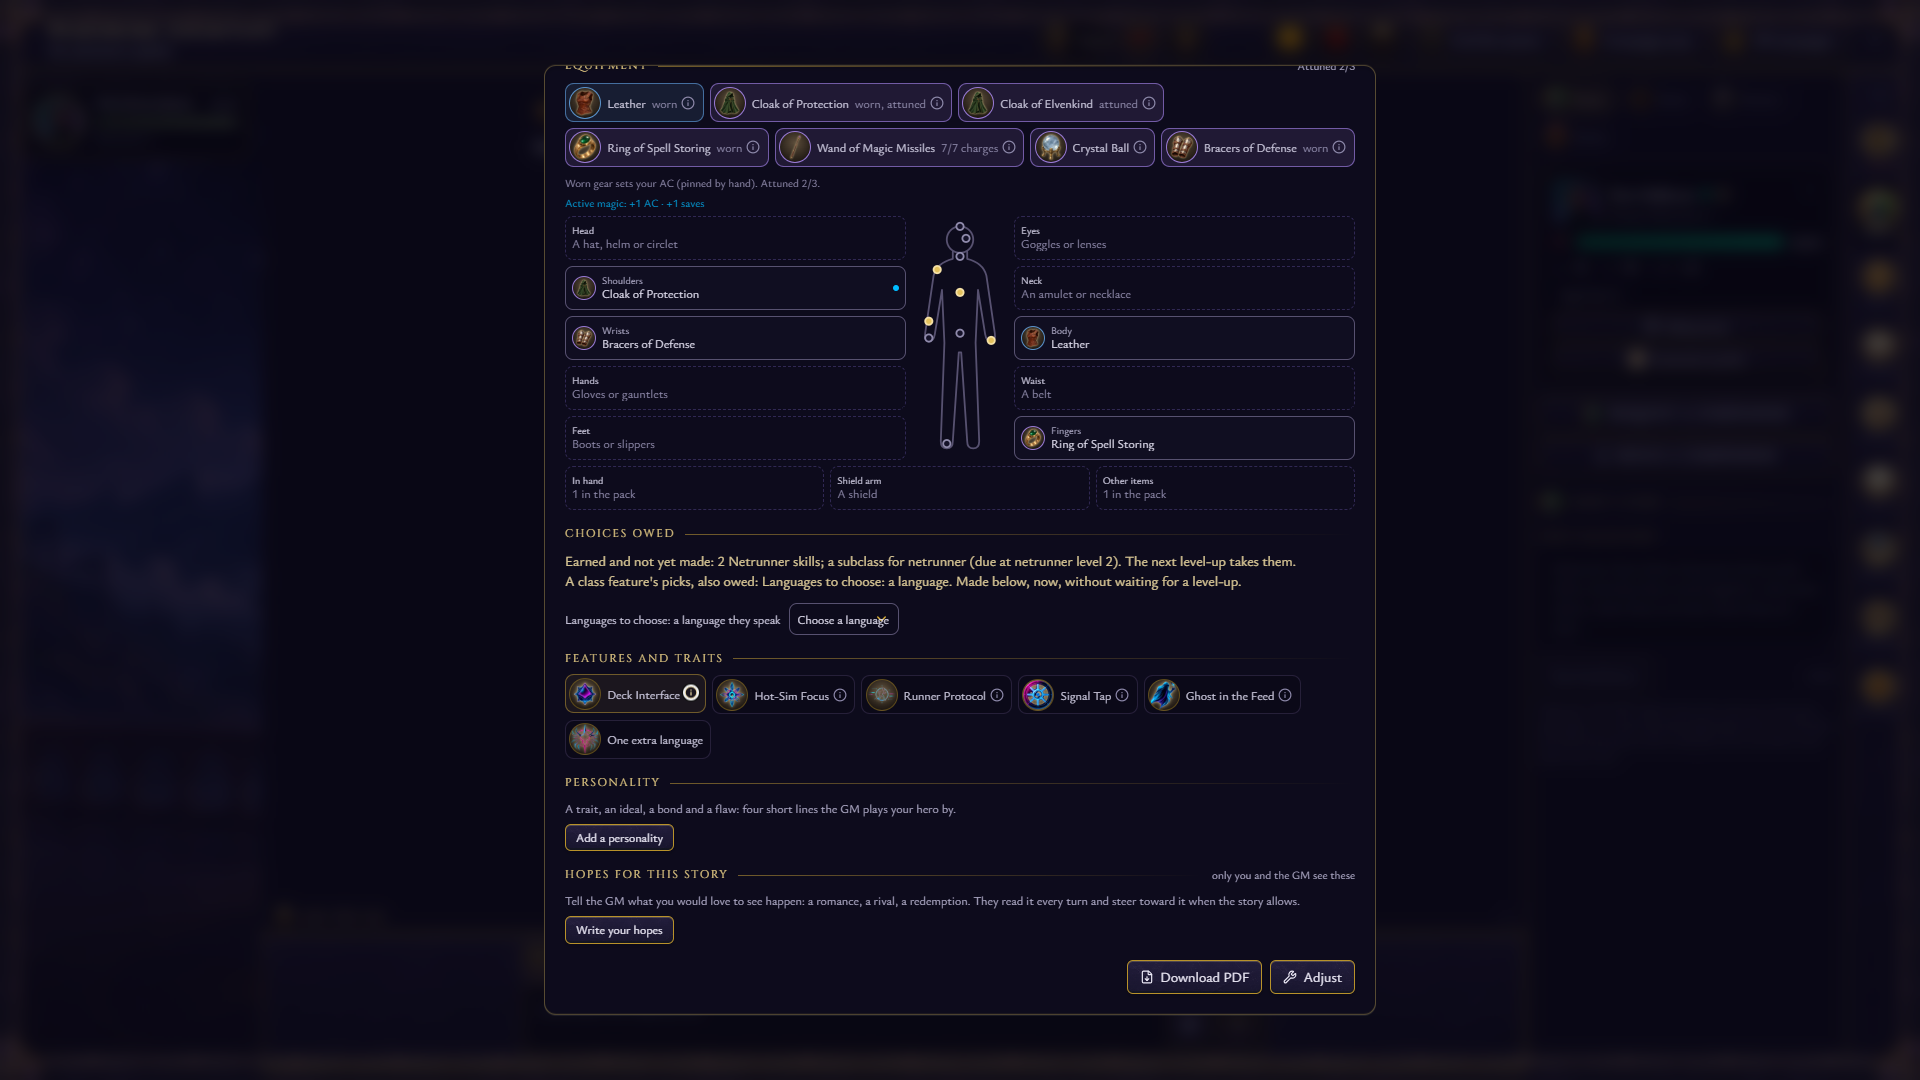 EQUIPMENT
Attuned 2/3
Leather worn
Cloak of Protection worn, attuned
Cloak of Elvenkind attuned
Ring of Spell Storing worn
Wand of Magic Missiles 7/7 charges
Crystal Ball
Bracers of Defense worn
Worn gear sets your AC (pinned by hand). Attuned 2/3.
Active magic: +1 AC · +1 saves
Head
A hat, helm or circlet
Eyes
Goggles or lenses
Shoulders
Cloak of Protection
Neck
An amulet or necklace
Wrists
Bracers of Defense
Body
Leather
Hands
Gloves or gauntlets
Waist
A belt
Feet
Boots or slippers
Fingers
Ring of Spell Storing
In hand
1 in the pack
Shield arm
A shield
Other items
1 in the pack
CHOICES OWED
Earned and not yet made: 2 Netrunner skills; a subclass for netrunner (due at netrunner level 2). The next level-up takes them.
A class feature's picks, also owed: Languages to choose: a language. Made below, now, without waiting for a level-up.
Languages to choose: a language they speak
Choose a language
FEATURES AND TRAITS
Deck Interface
Hot-Sim Focus
Runner Protocol
Signal Tap
Ghost in the Feed
One extra language
PERSONALITY
A trait, an ideal, a bond and a flaw: four short lines the GM plays your hero by.
Add a personality
HOPES FOR THIS STORY
only you and the GM see these
Tell the GM what you would love to see happen: a romance, a rival, a redemption. They read it every turn and steer toward it when the story allows.
Write your hopes
Download PDF
Adjust